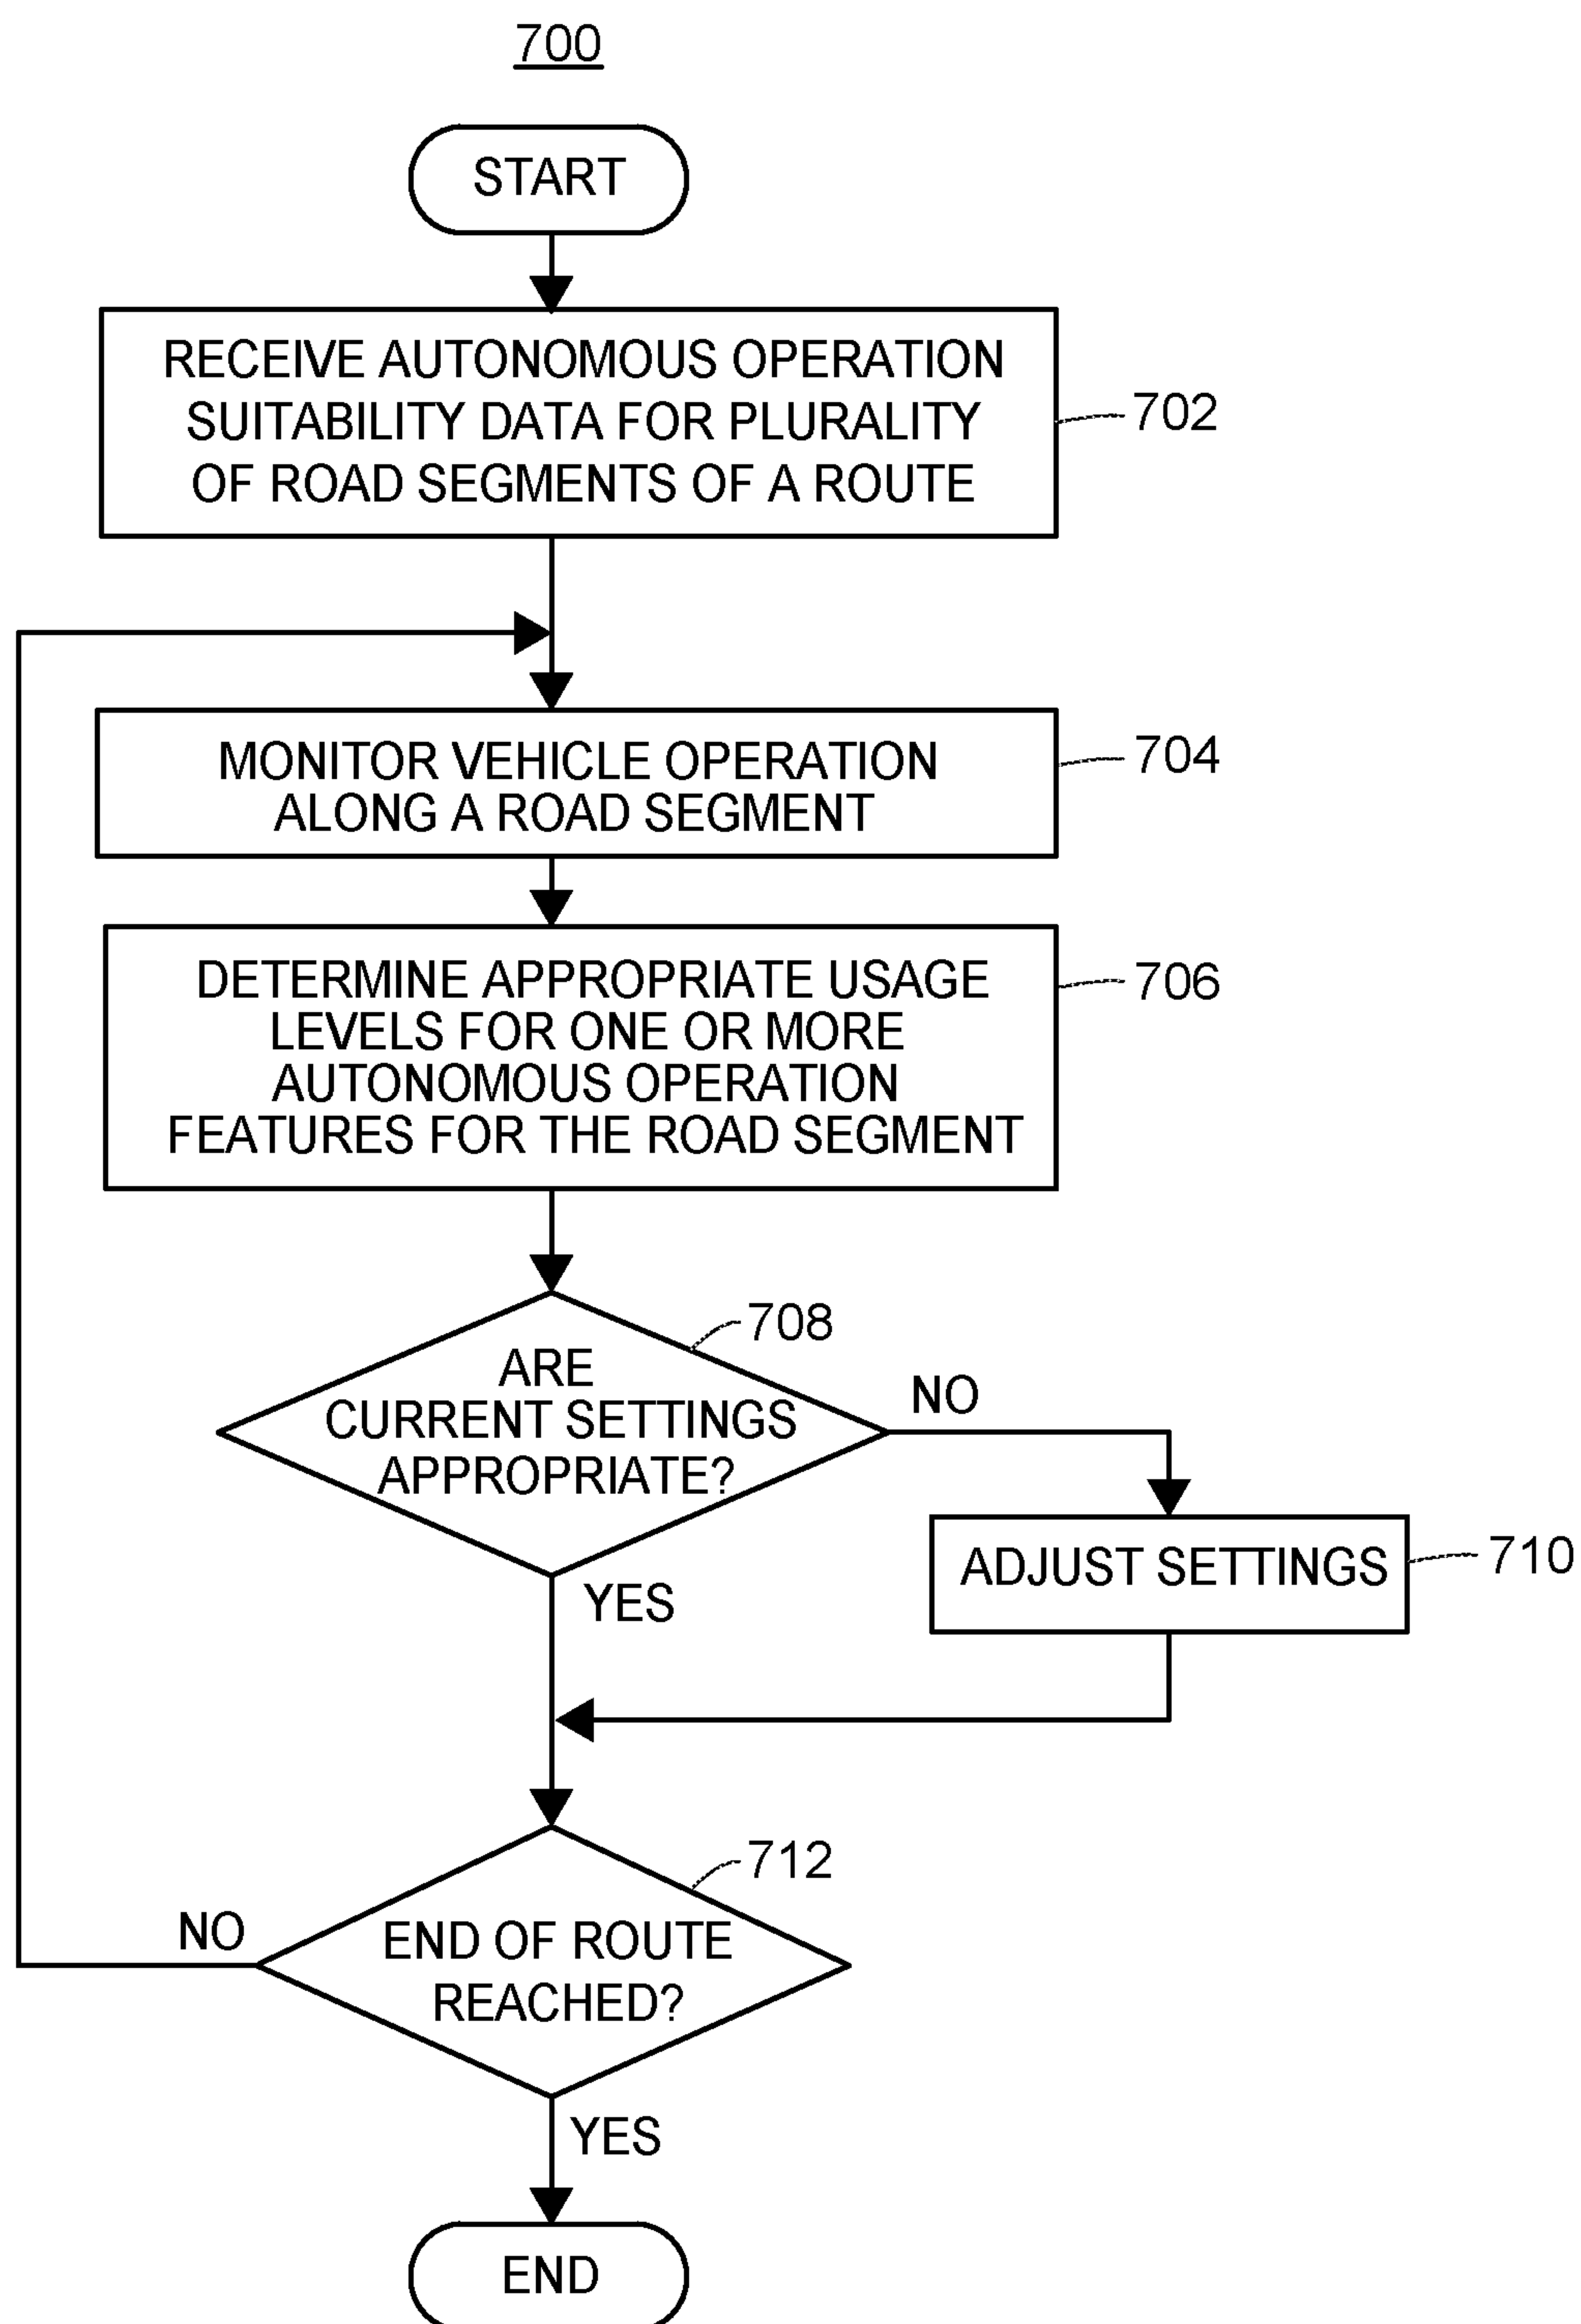 700
START
RECEIVE AUTONOMOUS OPERATION
SUITABILITY DATA FOR PLURALITY
OF ROAD SEGMENTS OF A ROUTE
702
MONITOR VEHICLE OPERATION
ALONG A ROAD SEGMENT
704
DETERMINE APPROPRIATE USAGE
LEVELS FOR ONE OR MORE
AUTONOMOUS OPERATION
FEATURES FOR THE ROAD SEGMENT
706
ARE
CURRENT SETTINGS
APPROPRIATE?
708
NO
ADJUST SETTINGS
710
YES
END OF ROUTE
REACHED?
712
NO
YES
END